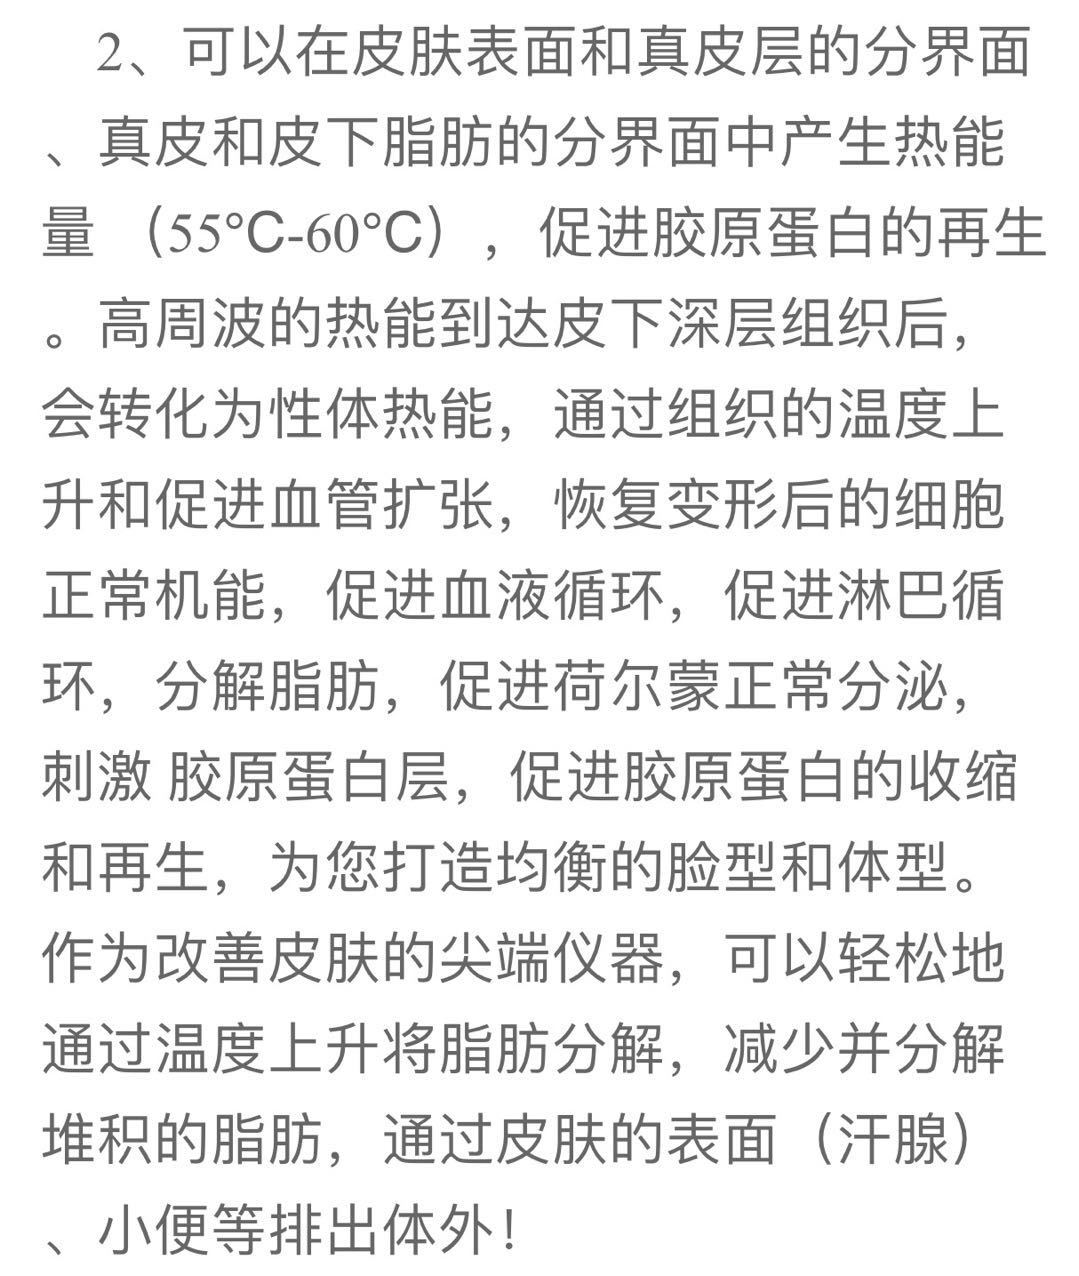 2、可以在皮肤表面和真皮层的分界面
、真皮和皮下脂肪的分界面中产生热能
量 （55°C-60°C），促进胶原蛋白的再生
。高周波的热能到达皮下深层组织后，
会转化为性体热能，通过组织的温度上
升和促进血管扩张，恢复变形后的细胞
正常机能，促进血液循环，促进淋巴循
环，分解脂肪，促进荷尔蒙正常分泌，
刺激 胶原蛋白层，促进胶原蛋白的收缩
和再生，为您打造均衡的脸型和体型。
作为改善皮肤的尖端仪器，可以轻松地
通过温度上升将脂肪分解，减少并分解
堆积的脂肪，通过皮肤的表面（汗腺）
、小便等排出体外！